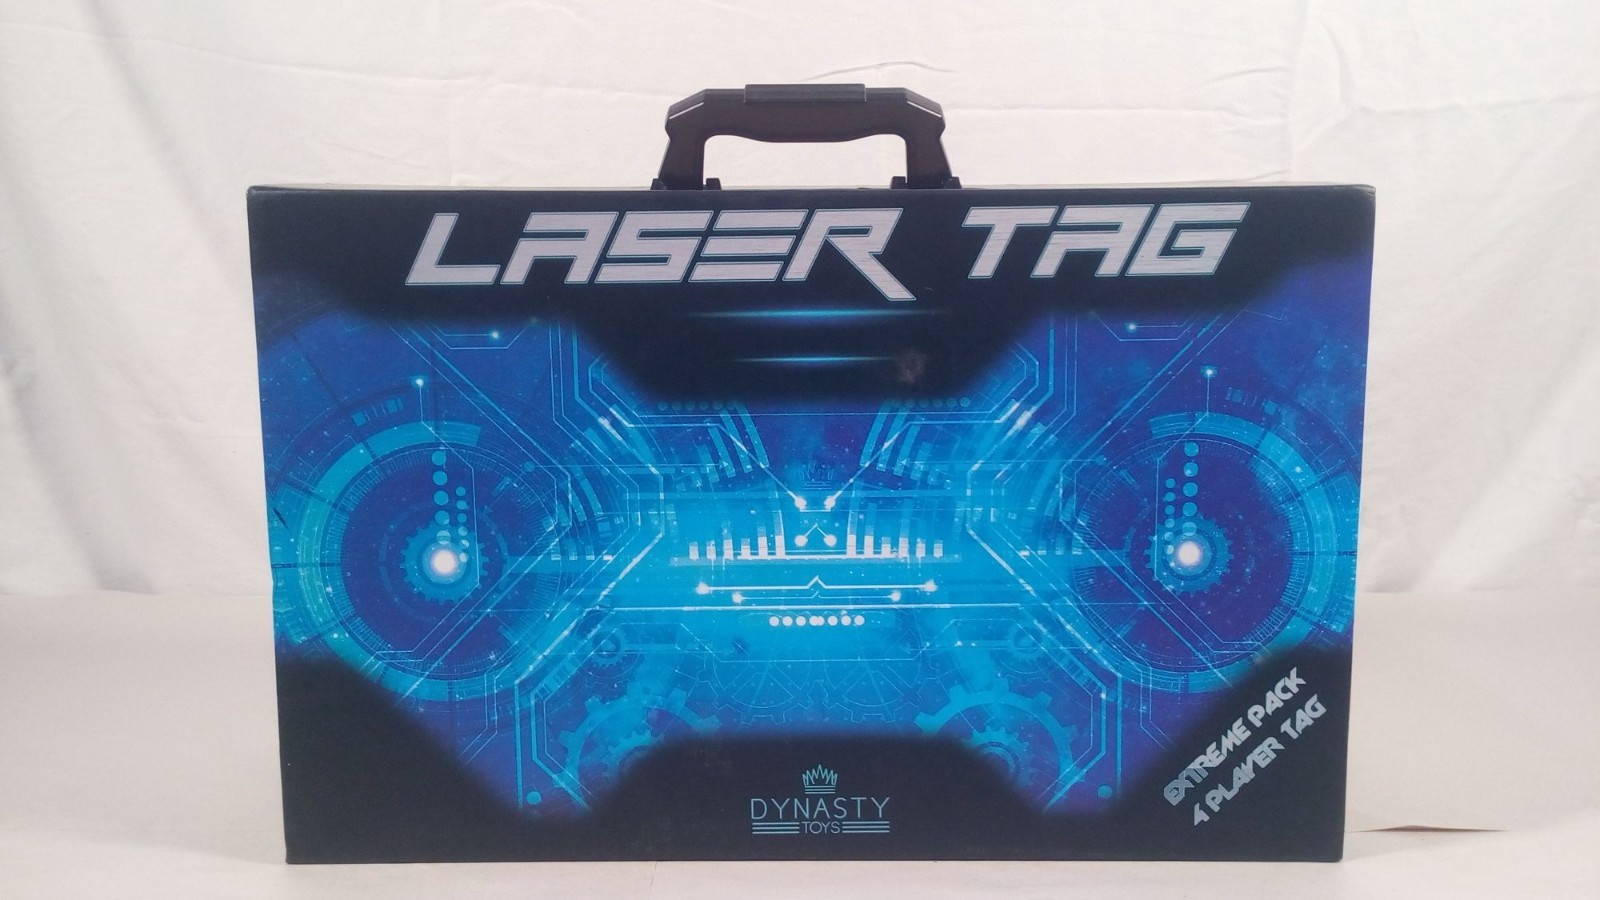 LASER TAG
EXTREME PACK
4 PLAYER TAG
DYNASTY
TOYS